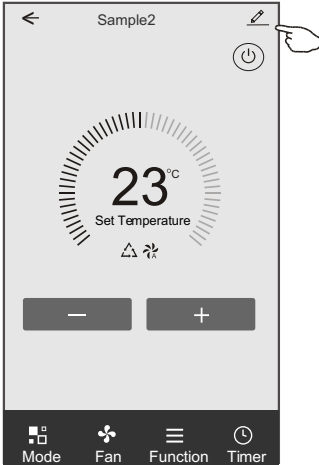 Sample2
23°C
Set Temperature
A
Mode Fan Function Timer